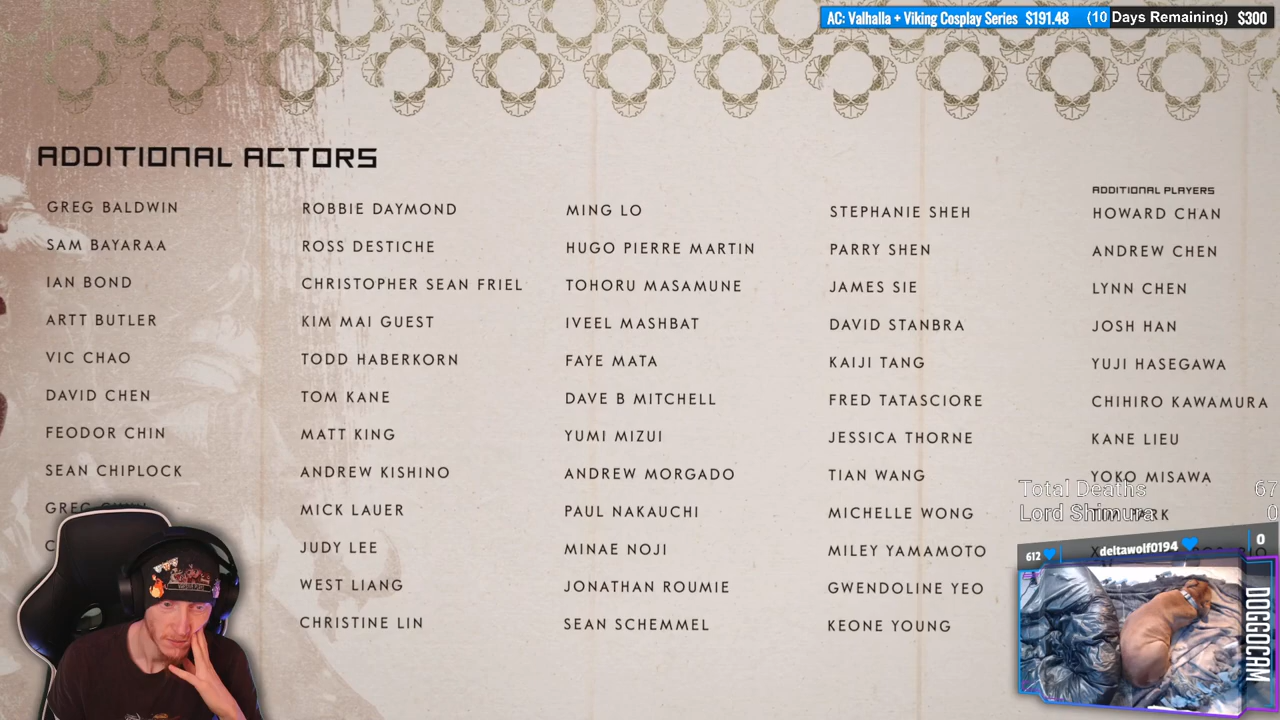 AC: Valhalla + Viking Cosplay Series $191.48 (10 Days Remaining) $300
ADDITIONAL ACTORS
GREG BALDWIN
SAM BAYARAA
IAN BOND
ARTT BUTLER
VIC CHAO
DAVID CHEN
FEODOR CHIN
SEAN CHIPLOCK
GREG
ROBBIE DAYMOND
ROSS DESTICHE
CHRISTOPHER SEAN FRIEL
KIM MAI GUEST
TODD HABERKORN
TOM KANE
MATT KING
ANDREW KISHINO
MICK LAUER
JUDY LEE
WEST LIANG
CHRISTINE LIN
MING LO
HUGO PIERRE MARTIN
TOHORU MASAMUNE
IVEEL MASHBAT
FAYE MATA
DAVE B MITCHELL
YUMI MIZUI
ANDREW MORGADO
PAUL NAKAUCHI
MINAE NOJI
JONATHAN ROUMIE
SEAN SCHEMMEL
STEPHANIE SHEH
PARRY SHEN
JAMES SIE
DAVID STANBRA
KAIJI TANG
FRED TATASCIORE
JESSICA THORNE
TIAN WANG
MICHELLE WONG
MILEY YAMAMOTO
GWENDOLINE YEO
KEONE YOUNG
ADDITIONAL PLAYERS
HOWARD CHAN
ANDREW CHEN
LYNN CHEN
JOSH HAN
YUJI HASEGAWA
CHIHIRO KAWAMURA
KANE LIEU
YOKO MISAWA
Total Deaths 67
Lord Shimura 0
612 xdeltawolf0194 0
DOGGOCAM